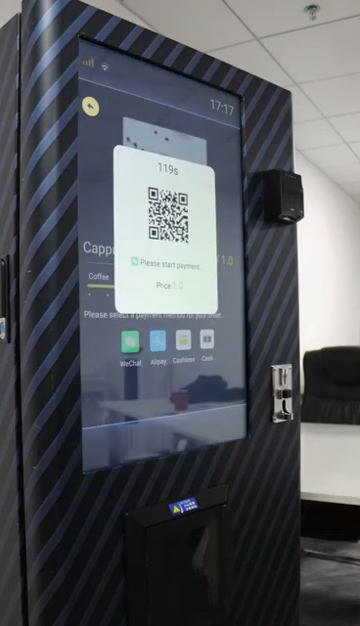 17:17
119s
Please start payment.
Price:1.0
Capp
/ 1.0
Coffee
Please select a payment method for your order.
WeChat
Alipay
Cashless
Cash